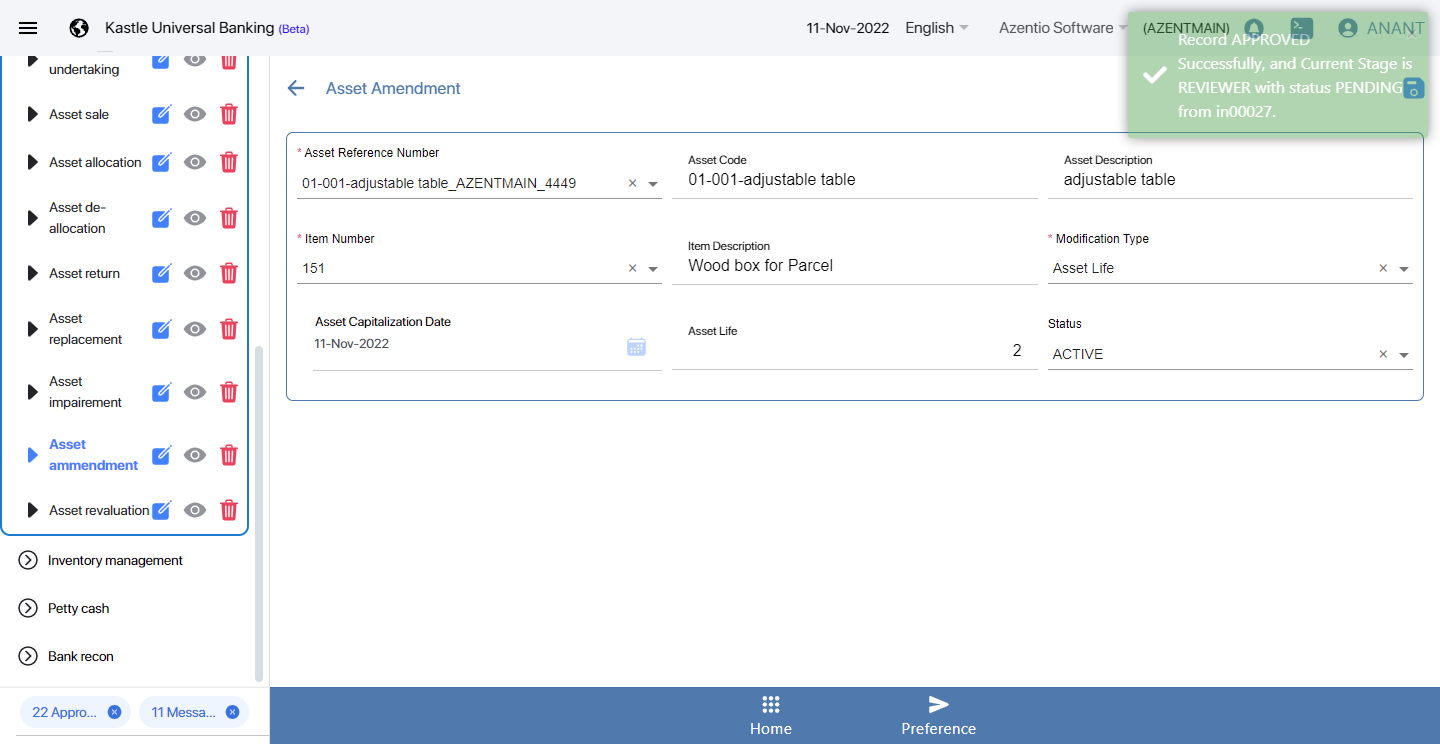 Kastle Universal Banking (Beta)
11-Nov-2022
English
Azentio Software
(AZENTMAIN)
ANANT
Record APPROVED
Successfully, and Current Stage is
REVIEWER with status PENDING
from in00027.
undertaking
Asset sale
Asset allocation
Asset de-
allocation
Asset return
Asset
replacement
Asset
impairement
Asset
ammendment
Asset revaluation
Inventory management
Petty cash
Bank recon
22 Appro...
11 Messa...
Asset Amendment
* Asset Reference Number
01-001-adjustable table_AZENTMAIN_4449
Asset Code
01-001-adjustable table
Asset Description
adjustable table
* Item Number
151
Item Description
Wood box for Parcel
* Modification Type
Asset Life
Asset Capitalization Date
11-Nov-2022
Asset Life
2
Status
ACTIVE
Home
Preference